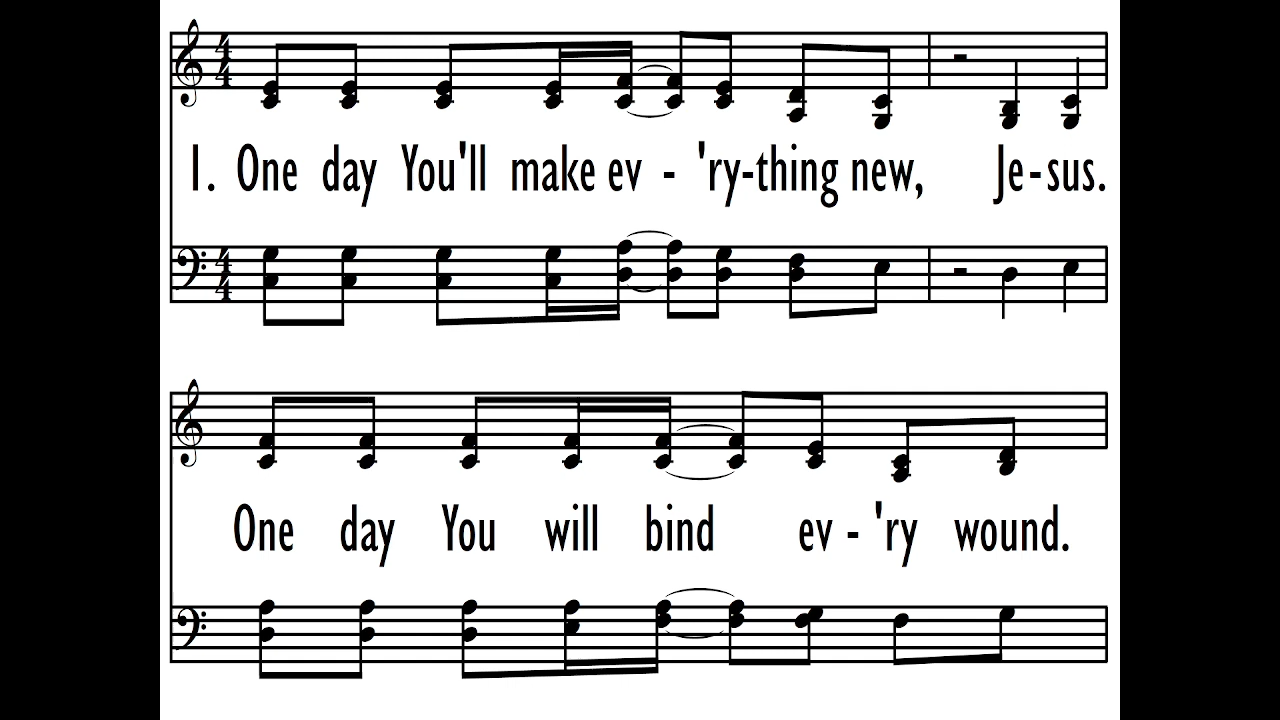 1. One day You'll make ev - 'ry-thing new, Je-sus.
One day You will bind ev - 'ry wound.